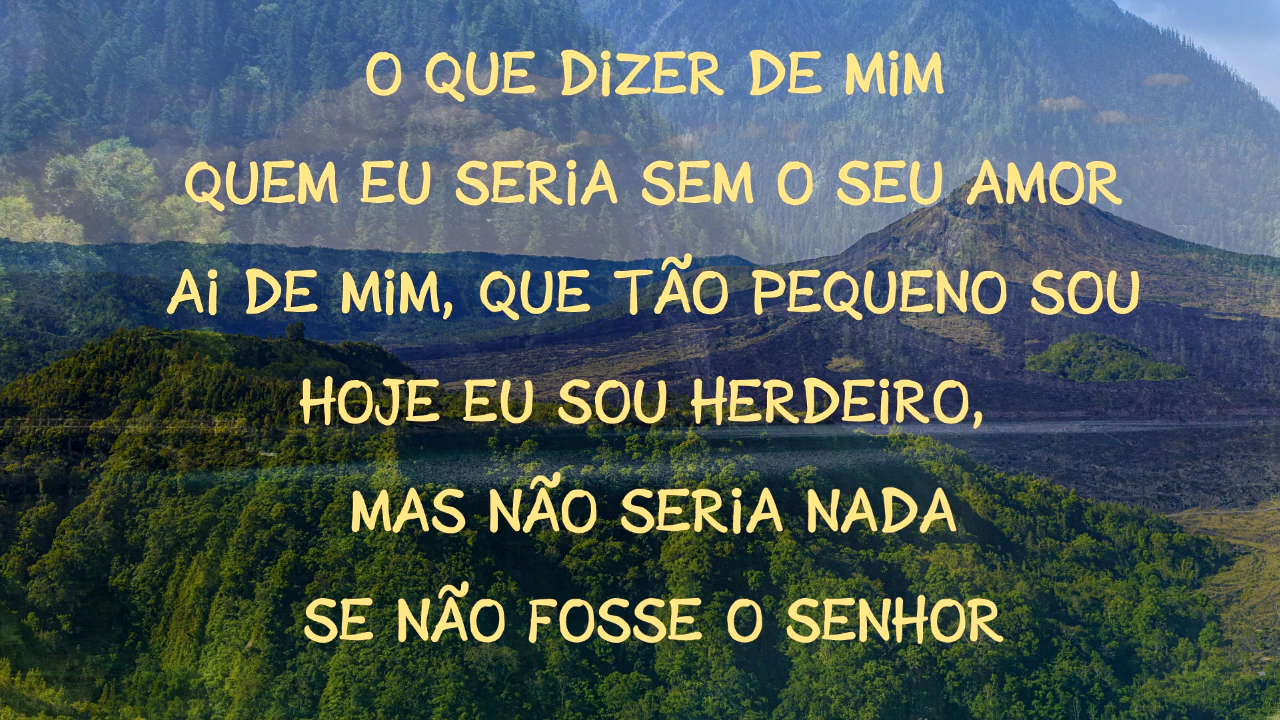 O QUE DIZER DE MIM
QUEM EU SERIA SEM O SEU AMOR
AI DE MIM, QUE TÃO PEQUENO SOU
HOJE EU SOU HERDEIRO,
MAS NÃO SERIA NADA
SE NÃO FOSSE O SENHOR